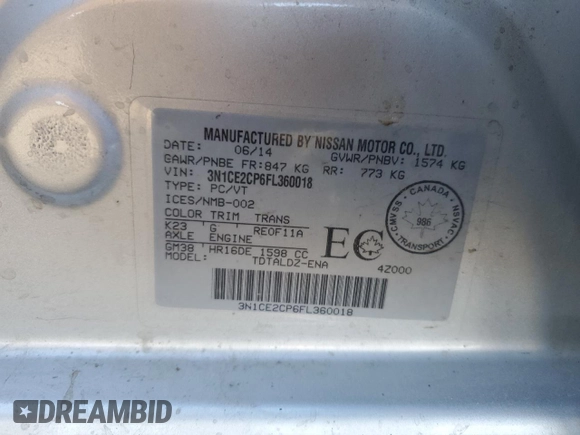 MANUFACTURED BY NISSAN MOTOR CO., LTD.
DATE: 06/14 GVWR/PNBV: 1574 KG
GAWR/PNBE FR: 847 KG RR: 773 KG
VIN: 3N1CE2CP6FL360018
TYPE: PC/VT
ICES/NMB-002
COLOR TRIM TRANS
K23 G RE0F11A
AXLE ENGINE
GM38 HR16DE 1598 CC
MODEL: TDTALDZ-ENA
EC
4Z000
CANADA
CMVSS HSVAC
986
TRANSPORT
3N1CE2CP6FL360018
DREAMBID